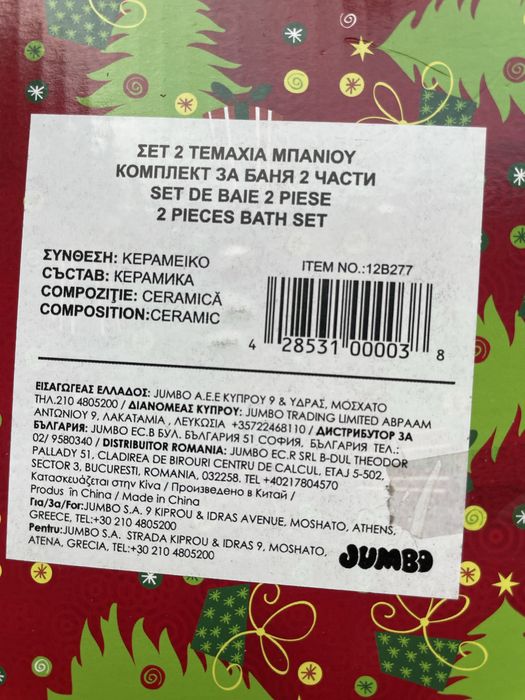 ΣΕΤ 2 ΤΕΜΑΧΙΑ ΜΠΑΝΙΟΥ
КОМПЛЕКТ ЗА БАНЯ 2 ЧАСТИ
SET DE BAIE 2 PIESE
2 PIECES BATH SET
ΣΥΝΘΕΣΗ: ΚΕΡΑΜΕΙΚΟ
СЪСТАВ: КЕРАМИКА
COMPOZIŢIE: CERAMICĂ
COMPOSITION:CERAMIC
ITEM NO.:12B277
4 28531 00003 8
ΕΙΣΑΓΩΓΕΑΣ ΕΛΛΑΔΟΣ: JUMBO A.E.E ΚΥΠΡΟΥ 9 & ΥΔΡΑΣ, ΜΟΣΧΑΤΟ
ΤΗΛ.210 4805200 / ΔΙΑΝΟΜΕΑΣ ΚΥΠΡΟΥ: JUMBO TRADING LIMITED ΑΒΡΑΑΜ
ΑΝΤΩΝΙΟΥ 9, ΛΑΚΑΤΑΜΙΑ , ΛΕΥΚΩΣΙΑ +35722468110 / ДИСТРИБУТОР ЗА
БЪЛГАРИЯ: JUMBO EC.B БУЛ. БЪЛГАРИЯ 51 СОФИЯ, БЪЛГАРИЯ ТЕЛ.:
02/ 9580340 / DISTRIBUITOR ROMANIA: JUMBO EC.R SRL B-DUL THEODOR
PALLADY 51, CLADIREA DE BIROURI CENTRU DE CALCUL, ETAJ 5-502,
SECTOR 3, BUCURESTI, ROMANIA, 032258. TEL +40217804570
Κατασκευάζεται στην Κίνα / Произведено в Китай /
Produs în China / Made in China
Για/За/For:JUMBO S.A. 9 KIPROU & IDRAS AVENUE, MOSHATO, ATHENS,
GREECE, TEL:+30 210 4805200
Pentru:JUMBO S.A. STRADA KIPROU & IDRAS 9, MOSHATO,
ATENA, GRECIA, TEL:+30 210 4805200
JUMBO